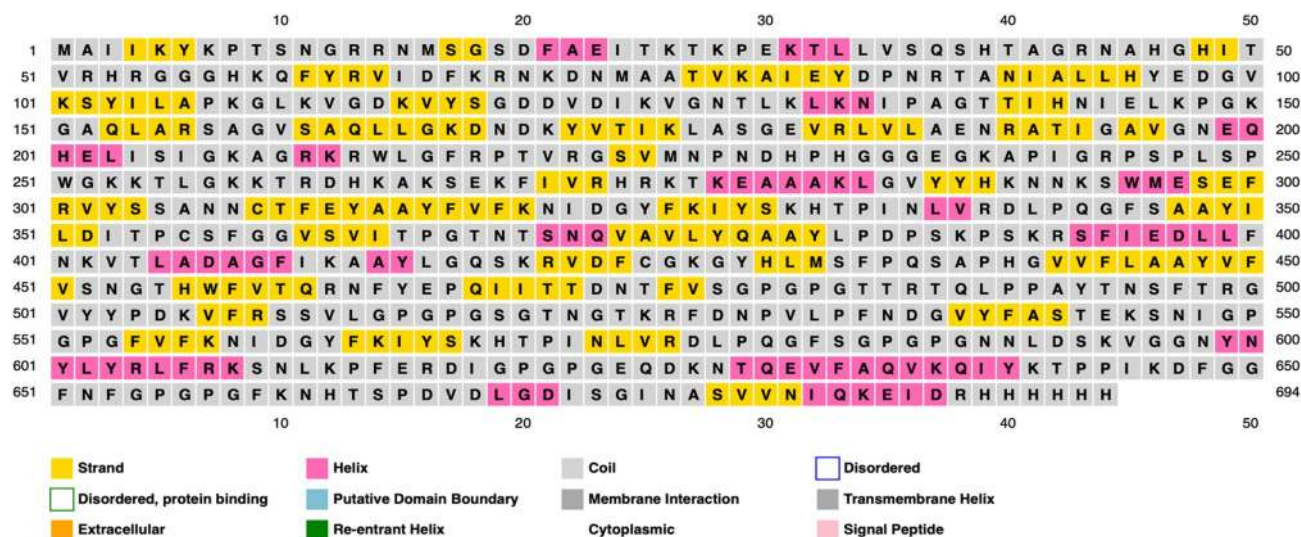 10 20 30 40 50
1 M A I I K Y K P T S N G R R N M S G S D F A E I T K T K P E K T L L V S Q S H T A G R N A H G H I T 50
51 V R H R G G G H K Q F Y R V I D F K R N K D N M A A T V K A I E Y D P N R T A N I A L L H Y E D G V 100
101 K S Y I L A P K G L K V G D K V Y S G D D V D I K V G N T L K L K N I P A G T T I H N I E L K P G K 150
151 G A Q L A R S A G V S A Q L L G K D N D K Y V T I K L A S G E V R L V L A E N R A T I G A V G N E Q 200
201 H E L I S I G K A G R K R W L G F R P T V R G S V M N P N D H P H G G G E G K A P I G R P S P L S P 250
251 W G K K T L G K K T R D H K A K S E K F I V R H R K T K E A A A K L G V Y Y H K N N K S W M E S E F 300
301 R V Y S S A N N C T F E Y A A Y F V F K N I D G Y F K I Y S K H T P I N L V R D L P Q G F S A A Y I 350
351 L D I T P C S F G G V S V I T P G T N T S N Q V A V L Y Q A A Y L P D P S K P S K R S F I E D L L F 400
401 N K V T L A D A G F I K A A Y L G Q S K R V D F C G K G Y H L M S F P Q S A P H G V V F L A A Y V F 450
451 V S N G T H W F V T Q R N F Y E P Q I I T T D N T F V S G P G P G T T R T Q L P P A Y T N S F T R G 500
501 V Y Y P D K V F R S S V L G P G P G S G T N G T K R F D N P V L P F N D G V Y F A S T E K S N I G P 550
551 G P G F V F K N I D G Y F K I Y S K H T P I N L V R D L P Q G F S G P G P G N N L D S K V G G N Y N 600
601 Y L Y R L F R K S N L K P F E R D I G P G P G E Q D K N T Q E V F A Q V K Q I Y K T P P I K D F G G 650
651 F N F G P G P G F K N H T S P D V D L G D I S G I N A S V V N I Q K E I D R H H H H H H 694
10 20 30 40 50
Strand Helix Coil Disordered
Disordered, protein binding Putative Domain Boundary Membrane Interaction Transmembrane Helix
Extracellular Re-entrant Helix Cytoplasmic Signal Peptide